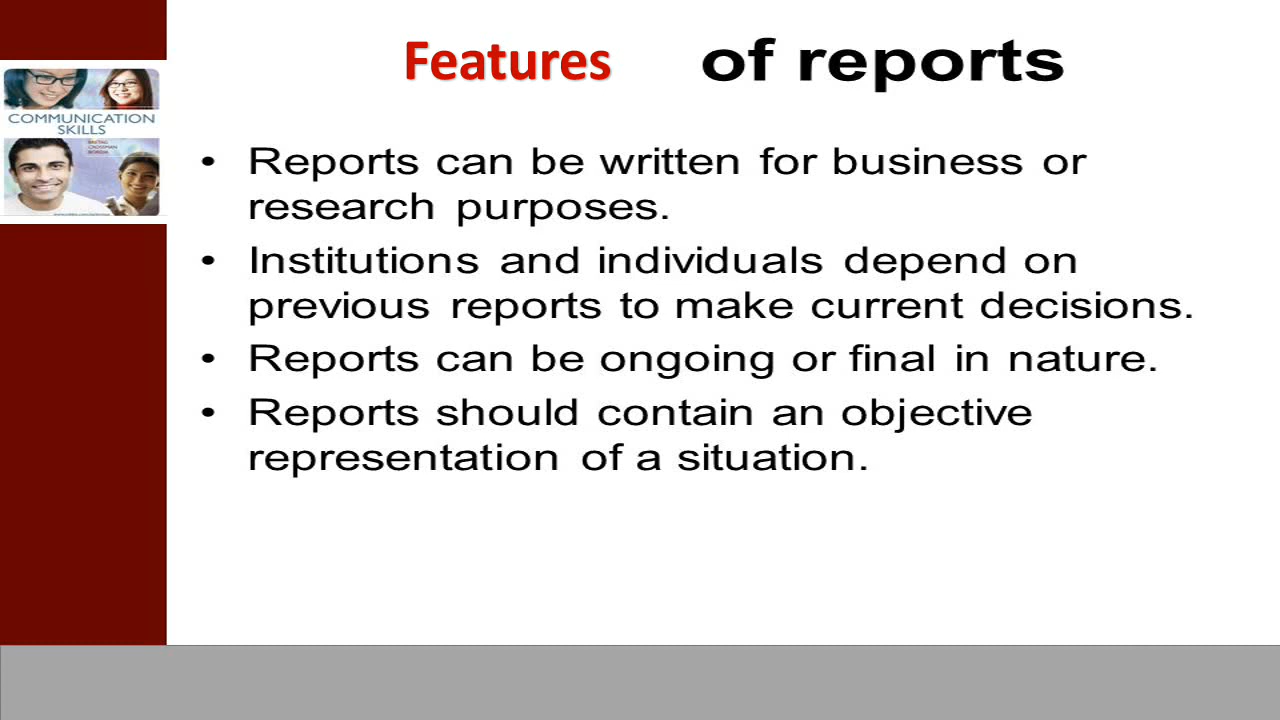 Features of reports
COMMUNICATION
SKILLS
• Reports can be written for business or
research purposes.
• Institutions and individuals depend on
previous reports to make current decisions.
• Reports can be ongoing or final in nature.
• Reports should contain an objective
representation of a situation.